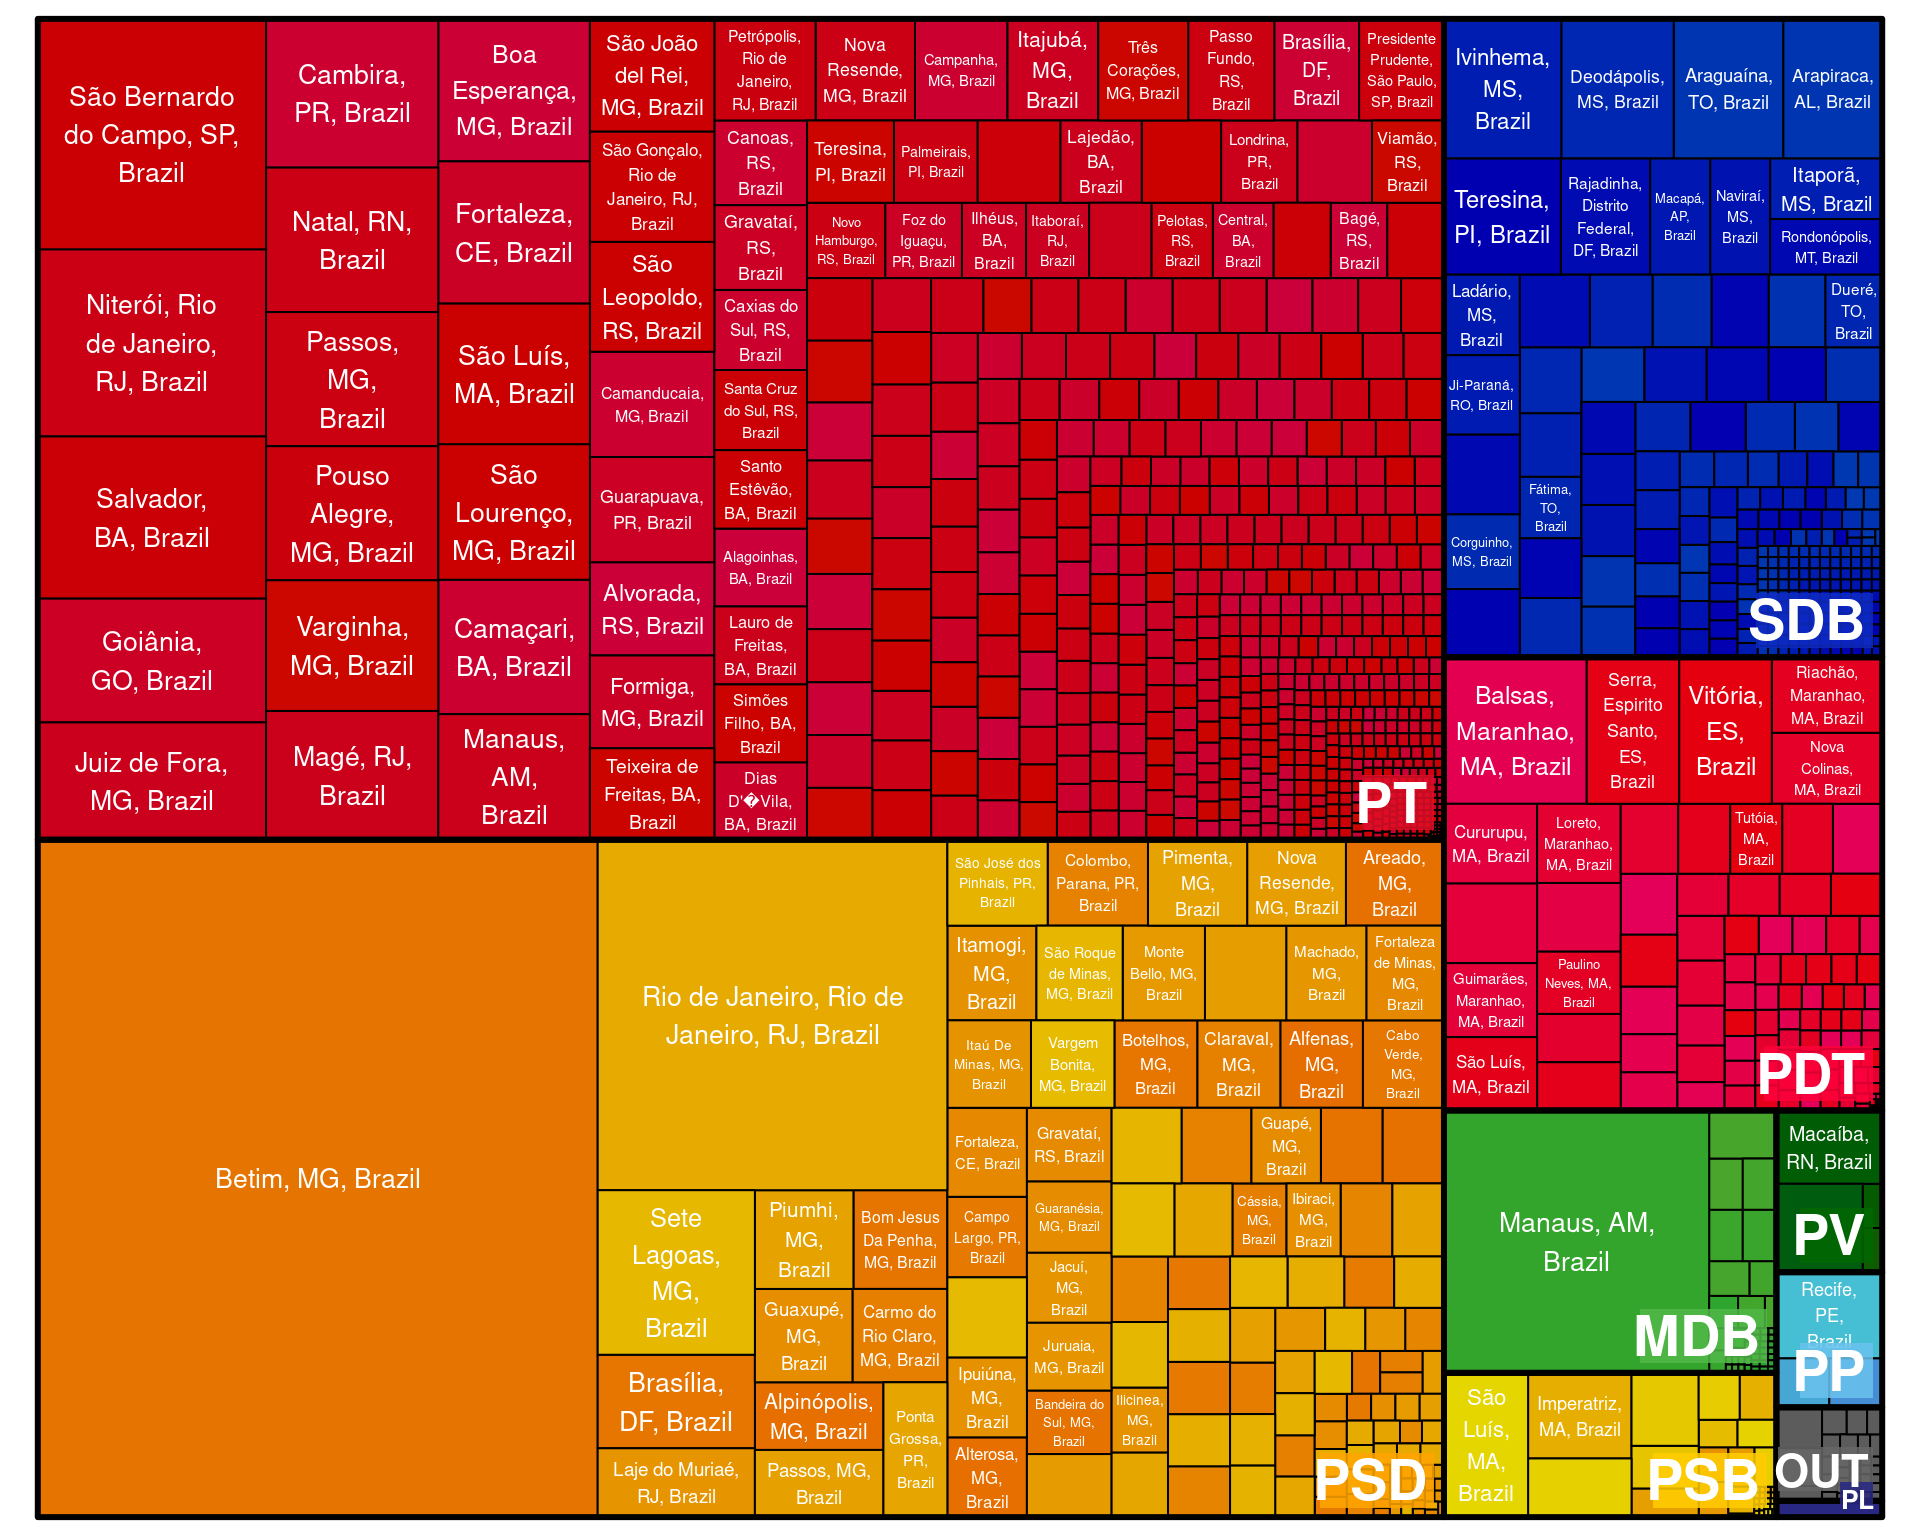 São Bernardo
do Campo, SP,
Brazil
Niterói, Rio
de Janeiro,
RJ, Brazil
Salvador,
BA, Brazil
Goiânia,
GO, Brazil
Juiz de Fora,
MG, Brazil
Cambira,
PR, Brazil
Natal, RN,
Brazil
Passos,
MG,
Brazil
Pouso
Alegre,
MG, Brazil
Varginha,
MG, Brazil
Magé, RJ,
Brazil
Boa
Esperança,
MG, Brazil
Fortaleza,
CE, Brazil
São Luís,
MA, Brazil
São
Lourenço,
MG, Brazil
Camaçari,
BA, Brazil
Manaus,
AM,
Brazil
São João
del Rei,
MG, Brazil
São Gonçalo,
Rio de
Janeiro, RJ,
Brazil
São
Leopoldo,
RS, Brazil
Camanducaia,
MG, Brazil
Guarapuava,
PR, Brazil
Alvorada,
RS, Brazil
Formiga,
MG, Brazil
Teixeira de
Freitas, BA,
Brazil
Petrópolis,
Rio de
Janeiro,
RJ, Brazil
Nova
Resende,
MG, Brazil
Campanha,
MG, Brazil
Itajubá,
MG,
Brazil
Três
Corações,
MG, Brazil
Passo
Fundo,
RS,
Brazil
Brasília,
DF,
Brazil
Presidente
Prudente,
São Paulo,
SP, Brazil
Canoas,
RS,
Brazil
Teresina,
PI, Brazil
Palmeirais,
PI, Brazil
Lajedão,
BA,
Brazil
Londrina,
PR,
Brazil
Viamão,
RS,
Brazil
Gravataí,
RS,
Brazil
Novo
Hamburgo,
RS, Brazil
Foz do
Iguaçu,
PR, Brazil
Ilhéus,
BA,
Brazil
Itaboraí,
RJ,
Brazil
Pelotas,
RS,
Brazil
Central,
BA,
Brazil
Bagé,
RS,
Brazil
Caxias do
Sul, RS,
Brazil
Santa Cruz
do Sul, RS,
Brazil
Santo
Estêvão,
BA, Brazil
Alagoinhas,
BA, Brazil
Lauro de
Freitas,
BA, Brazil
Simões
Filho, BA,
Brazil
Dias
D'�Vila,
BA, Brazil
PT
Ivinhema,
MS,
Brazil
Deodápolis,
MS, Brazil
Araguaína,
TO, Brazil
Arapiraca,
AL, Brazil
Teresina,
PI, Brazil
Rajadinha,
Distrito
Federal,
DF, Brazil
Macapá,
AP,
Brazil
Naviraí,
MS,
Brazil
Itaporã,
MS, Brazil
Rondonópolis,
MT, Brazil
Ladário,
MS,
Brazil
Dueré,
TO,
Brazil
Ji-Paraná,
RO, Brazil
Fátima,
TO,
Brazil
Corguinho,
MS, Brazil
SDB
Balsas,
Maranhao,
MA, Brazil
Serra,
Espirito
Santo,
ES,
Brazil
Vitória,
ES,
Brazil
Riachão,
Maranhao,
MA, Brazil
Nova
Colinas,
MA, Brazil
Cururupu,
MA, Brazil
Loreto,
Maranhao,
MA, Brazil
Tutóia,
MA,
Brazil
Guimarães,
Maranhao,
MA, Brazil
Paulino
Neves, MA,
Brazil
São Luís,
MA, Brazil
PDT
Betim, MG, Brazil
Rio de Janeiro, Rio de
Janeiro, RJ, Brazil
Sete
Lagoas,
MG,
Brazil
Brasília,
DF, Brazil
Laje do Muriaé,
RJ, Brazil
Piumhi,
MG,
Brazil
Bom Jesus
Da Penha,
MG, Brazil
Guaxupé,
MG,
Brazil
Carmo do
Rio Claro,
MG, Brazil
Alpinópolis,
MG, Brazil
Passos, MG,
Brazil
Ponta
Grossa,
PR,
Brazil
São José dos
Pinhais, PR,
Brazil
Colombo,
Parana, PR,
Brazil
Pimenta,
MG,
Brazil
Nova
Resende,
MG, Brazil
Areado,
MG,
Brazil
Itamogi,
MG,
Brazil
São Roque
de Minas,
MG, Brazil
Monte
Bello, MG,
Brazil
Machado,
MG,
Brazil
Fortaleza
de Minas,
MG,
Brazil
Itaú De
Minas, MG,
Brazil
Vargem
Bonita,
MG, Brazil
Botelhos,
MG,
Brazil
Claraval,
MG,
Brazil
Alfenas,
MG,
Brazil
Cabo
Verde,
MG,
Brazil
Fortaleza,
CE, Brazil
Gravataí,
RS, Brazil
Guapé,
MG,
Brazil
Campo
Largo, PR,
Brazil
Guaranésia,
MG, Brazil
Cássia,
MG,
Brazil
Ibiraci,
MG,
Brazil
Jacuí,
MG,
Brazil
Juruaia,
MG, Brazil
Ipuiúna,
MG,
Brazil
Bandeira do
Sul, MG,
Brazil
Ilicinea,
MG,
Brazil
Alterosa,
MG,
Brazil
PSD
Manaus, AM,
Brazil
MDB
Macaíba,
RN, Brazil
PV
Recife,
PE,
Brazil
PP
São
Luís,
MA,
Brazil
Imperatriz,
MA, Brazil
PSB
OUT
PL